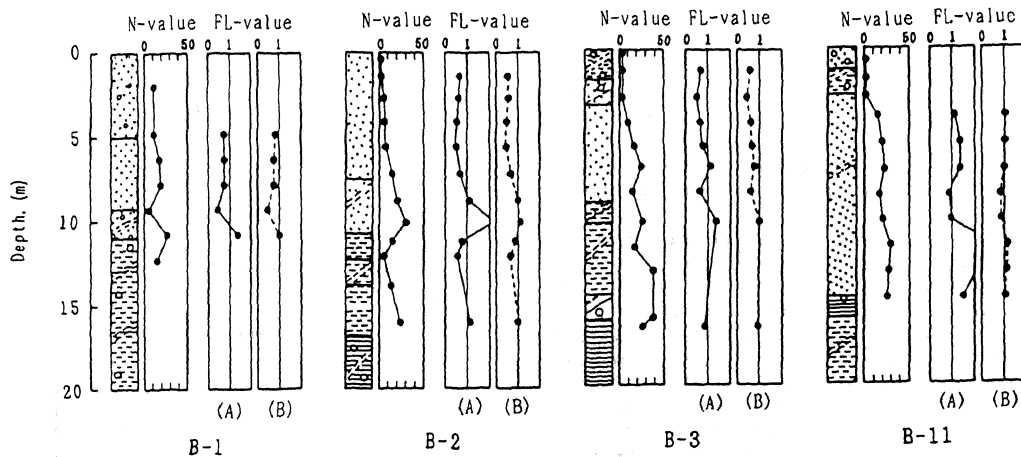 N-value FL-value N-value FL-value N-value FL-value N-value FL-value
0 50 0 1 0 1 0 50 0 1 0 1 0 50 0 1 0 1 0 50 0 1 0 1
0
5
10
15
20
Depth. (m)
(A) (B) (A) (B) (A) (B) (A) (B)
B-1 B-2 B-3 B-11